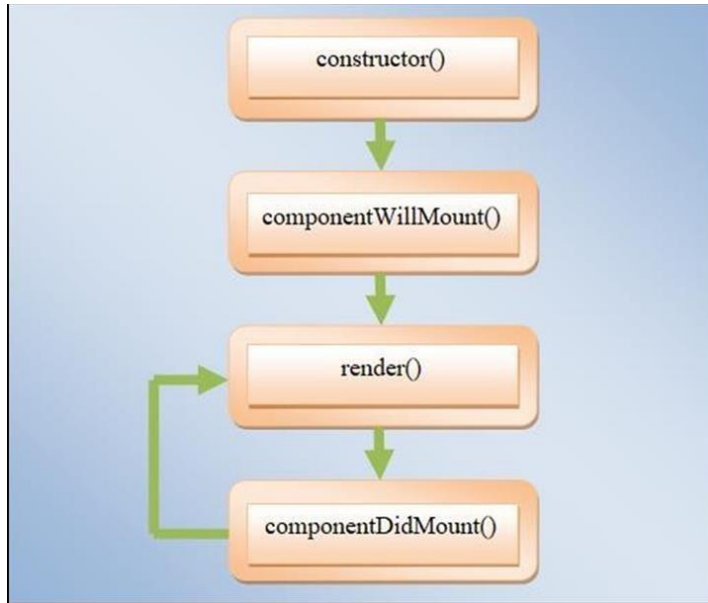 constructor()
componentWillMount()
render()
componentDidMount()